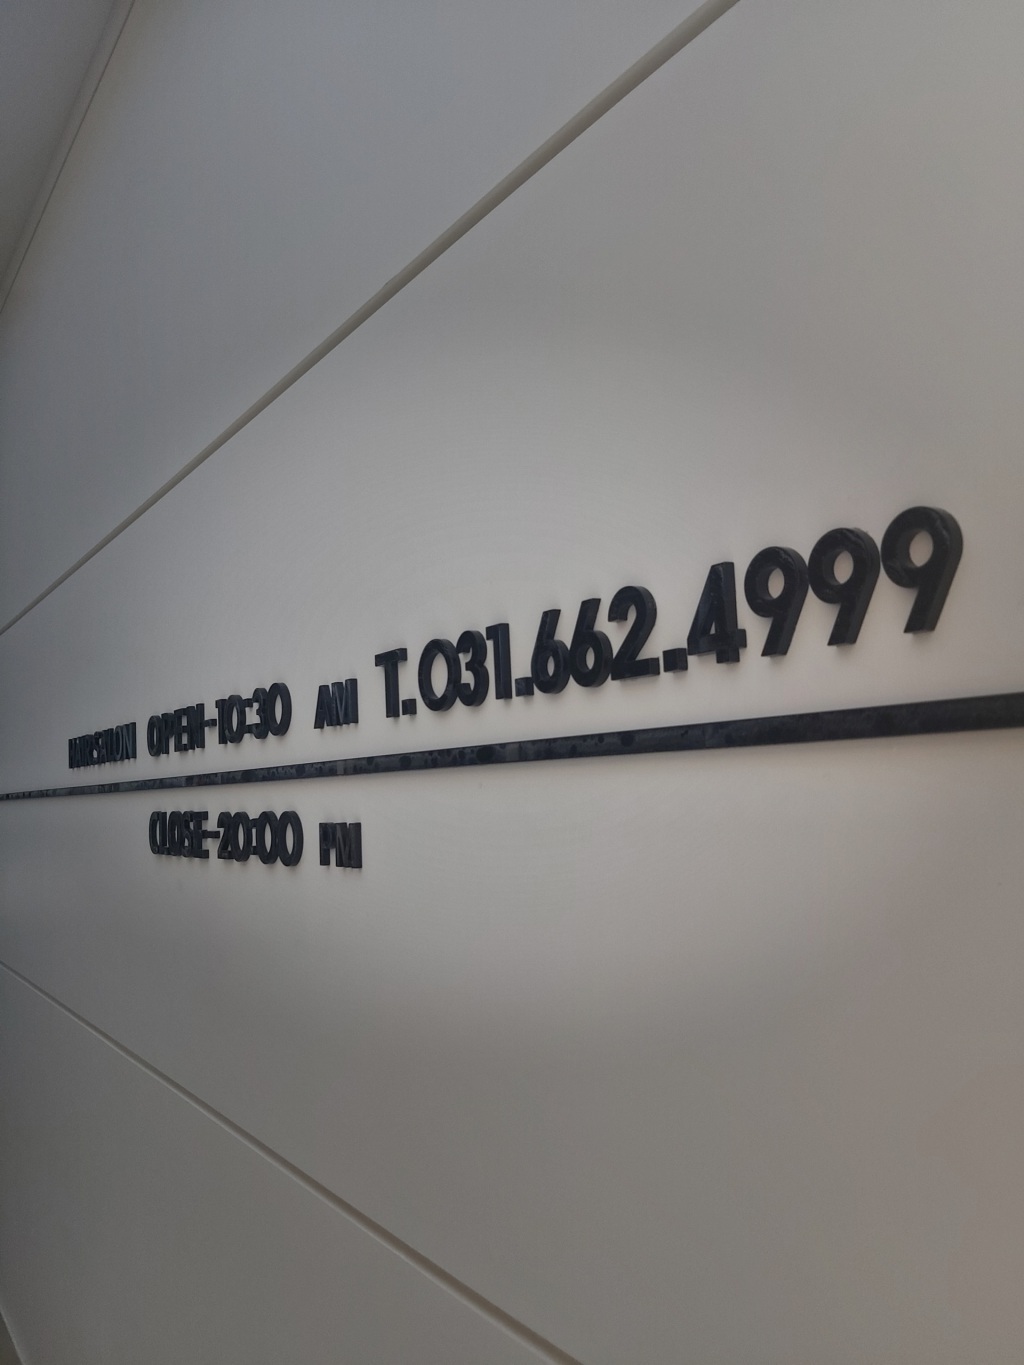 HAIRSALON OPEN-10:30 AM T.031.662.4999
CLOSE-20:00 PM